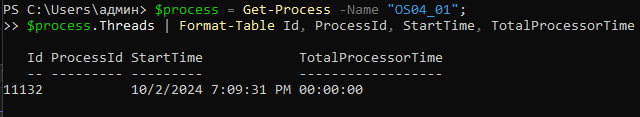 PS C:\Users\админ> $process = Get-Process -Name "OS04_01";
>> $process.Threads | Format-Table Id, ProcessId, StartTime, TotalProcessorTime
Id ProcessId StartTime TotalProcessorTime
-- --------- --------- ------------------
11132 10/2/2024 7:09:31 PM 00:00:00